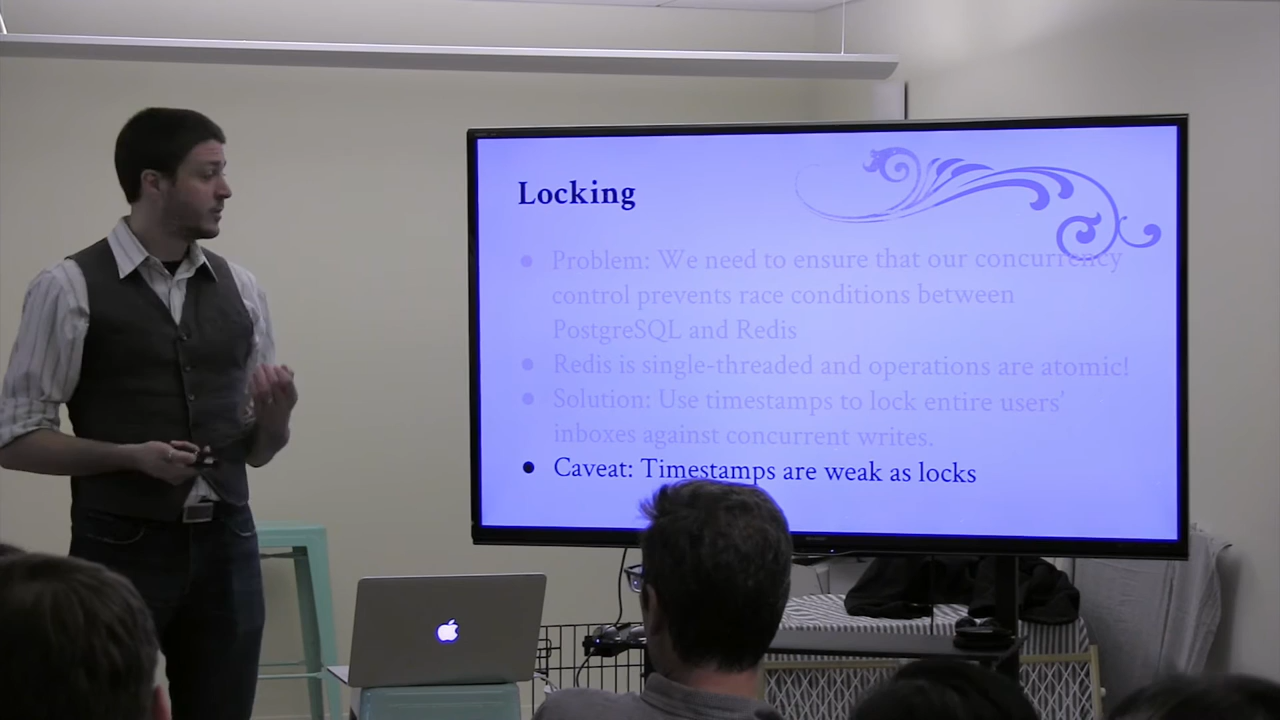 Locking
• Problem: We need to ensure that our concurrency
control prevents race conditions between
PostgreSQL and Redis
• Redis is single-threaded and operations are atomic!
• Solution: Use timestamps to lock entire users'
inboxes against concurrent writes.
• Caveat: Timestamps are weak as locks